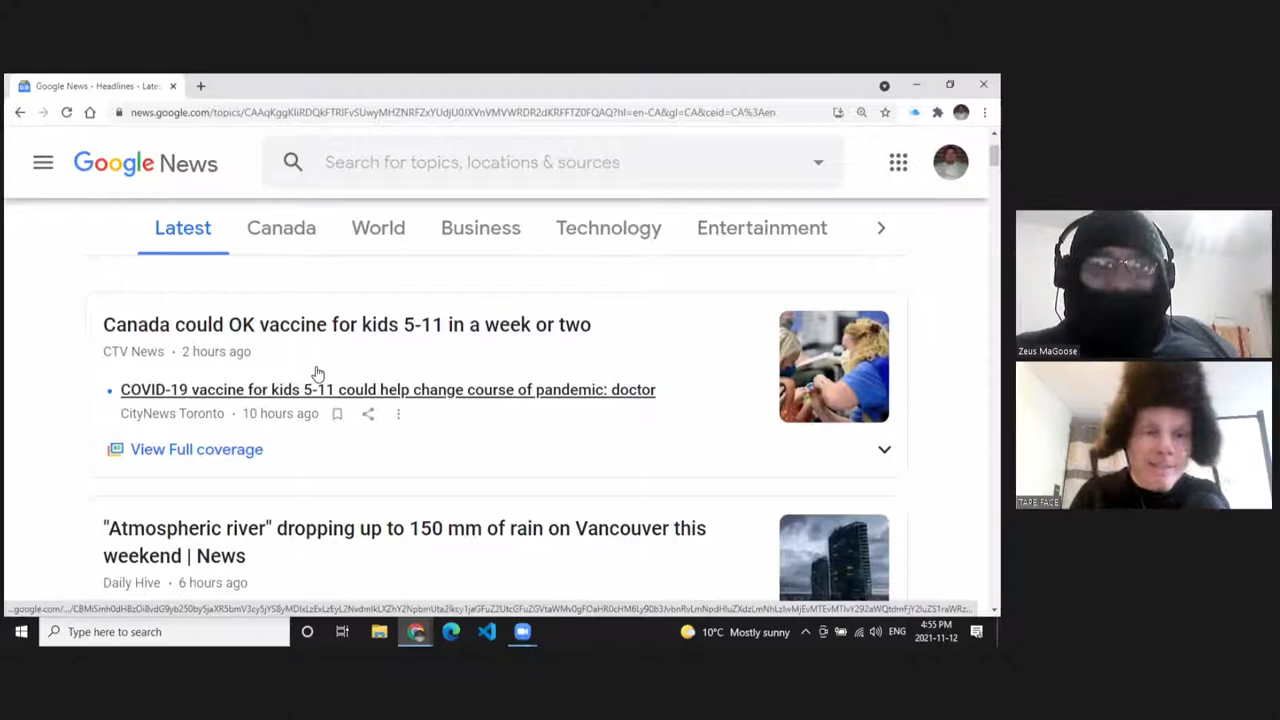 Google News - Headlines - Late
news.google.com/topics/CAAqKggKIiRDQkFTRlFvSUwyMHZNRFZxYUdjU0JXVnVMVWRDR2dKRFFTZ0FQAQ?hl=en-CA&gl=CA&ceid=CA%3Aen
Google News
Search for topics, locations & sources
Latest Canada World Business Technology Entertainment
Canada could OK vaccine for kids 5-11 in a week or two
CTV News • 2 hours ago
COVID-19 vaccine for kids 5-11 could help change course of pandemic: doctor
CityNews Toronto • 10 hours ago
View Full coverage
"Atmospheric river" dropping up to 150 mm of rain on Vancouver this
weekend | News
Daily Hive • 6 hours ago
Type here to search
10°C Mostly sunny
ENG
4:55 PM
2021-11-12
Zeus MaGoose
TAPE FACE